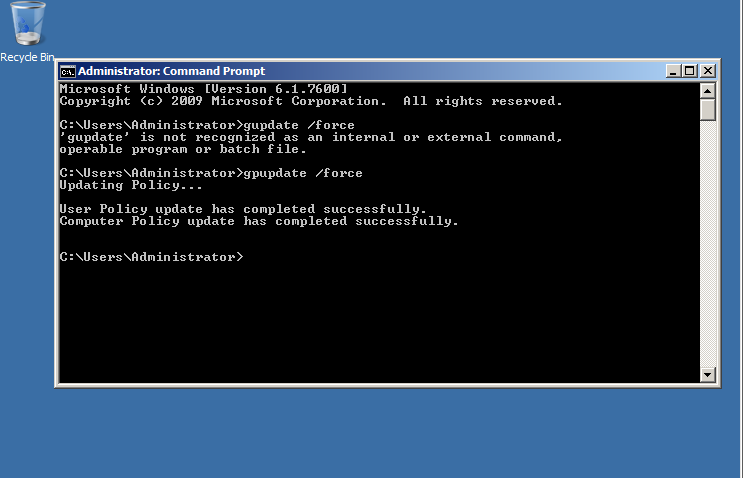 Recycle Bin
Administrator: Command Prompt
Microsoft Windows [Version 6.1.7600]
Copyright (c) 2009 Microsoft Corporation.  All rights reserved.
C:\Users\Administrator>gupdate /force
'gupdate' is not recognized as an internal or external command,
operable program or batch file.
C:\Users\Administrator>gpupdate /force
Updating Policy...
User Policy update has completed successfully.
Computer Policy update has completed successfully.
C:\Users\Administrator>